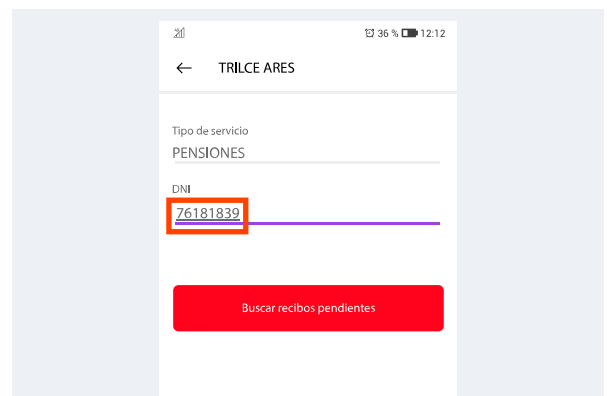 36 % 12:12
← TRILCE ARES
Tipo de servicio
PENSIONES
DNI
76181839
Buscar recibos pendientes